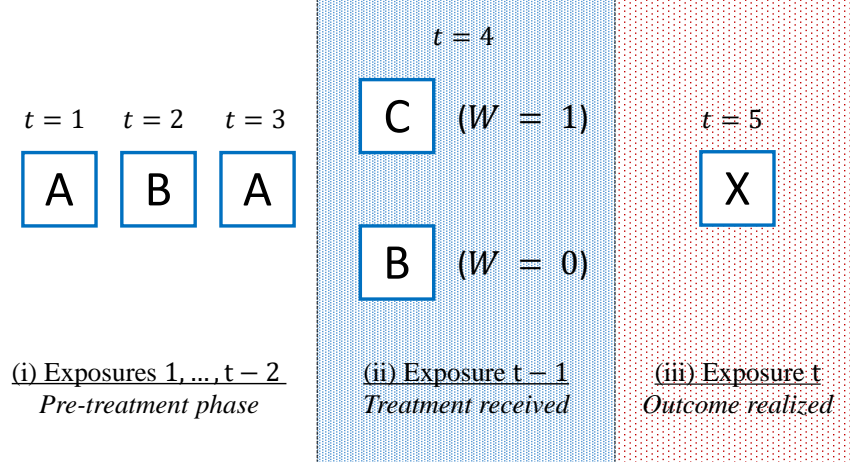 t = 1
t = 2
t = 3
A
B
A
(i) Exposures 1, ..., t − 2
Pre-treatment phase
t = 4
C
(W = 1)
B
(W = 0)
(ii) Exposure t − 1
Treatment received
t = 5
X
(iii) Exposure t
Outcome realized